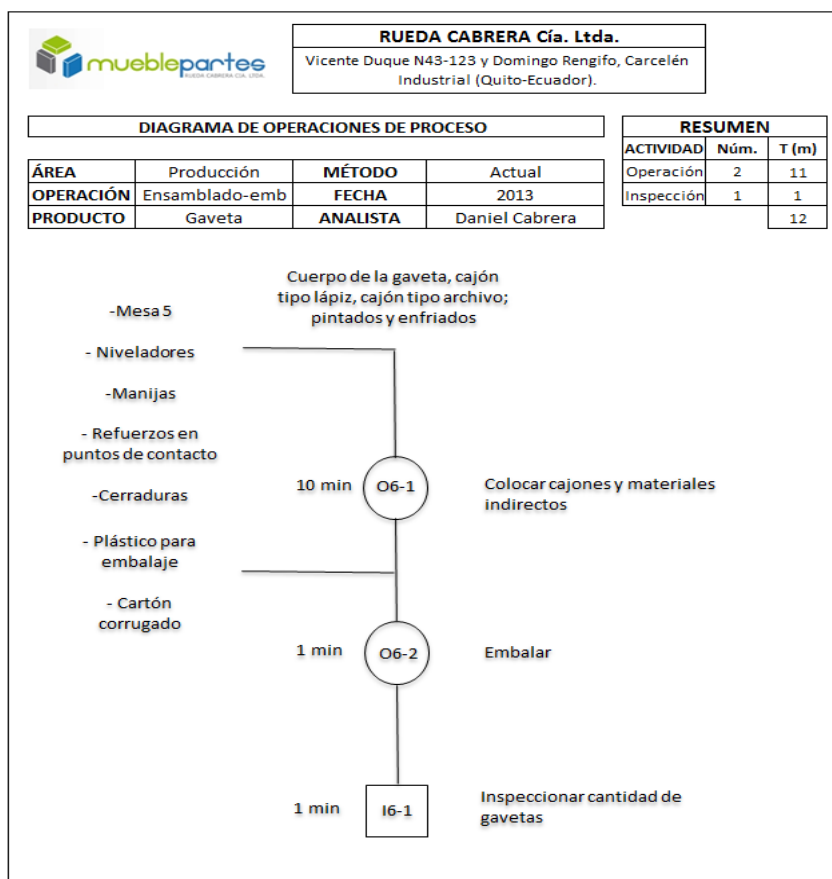 mueblepartes
RUEDA CABRERA CÍA. LTDA.
RUEDA CABRERA Cía. Ltda.
Vicente Duque N43-123 y Domingo Rengifo, Carcelén
Industrial (Quito-Ecuador).
DIAGRAMA DE OPERACIONES DE PROCESO
RESUMEN
ACTIVIDAD Núm. T (m)
Operación 2 11
Inspección 1 1
12
ÁREA Producción MÉTODO Actual
OPERACIÓN Ensamblado-emb FECHA 2013
PRODUCTO Gaveta ANALISTA Daniel Cabrera
Cuerpo de la gaveta, cajón
tipo lápiz, cajón tipo archivo;
pintados y enfriados
-Mesa 5
- Niveladores
-Manijas
- Refuerzos en
puntos de contacto
-Cerraduras
- Plástico para
embalaje
- Cartón
corrugado
10 min O6-1 Colocar cajones y materiales
indirectos
1 min O6-2 Embalar
1 min I6-1 Inspeccionar cantidad de
gavetas